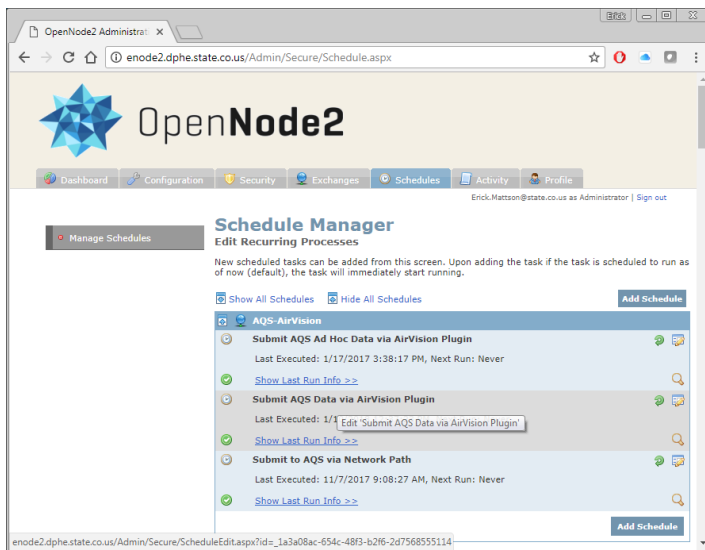 Erick
OpenNode2 Administrat
enode2.dphe.state.co.us/Admin/Secure/Schedule.aspx
OpenNode2
Dashboard Configuration Security Exchanges Schedules Activity Profile
Erick.Mattson@state.co.us as Administrator | Sign out
Manage Schedules
Schedule Manager
Edit Recurring Processes
New scheduled tasks can be added from this screen. Upon adding the task if the task is scheduled to run as
of now (default), the task will immediately start running.
Show All Schedules Hide All Schedules Add Schedule
AQS-AirVision
Submit AQS Ad Hoc Data via AirVision Plugin
Last Executed: 1/17/2017 3:38:17 PM, Next Run: Never
Show Last Run Info >>
Submit AQS Data via AirVision Plugin
Last Executed: 1/1
Edit 'Submit AQS Data via AirVision Plugin'
Show Last Run Info >>
Submit to AQS via Network Path
Last Executed: 11/7/2017 9:08:27 AM, Next Run: Never
Show Last Run Info >>
Add Schedule
enode2.dphe.state.co.us/Admin/Secure/ScheduleEdit.aspx?id=_1a3a08ac-654c-48f3-b2f6-2d7568555114